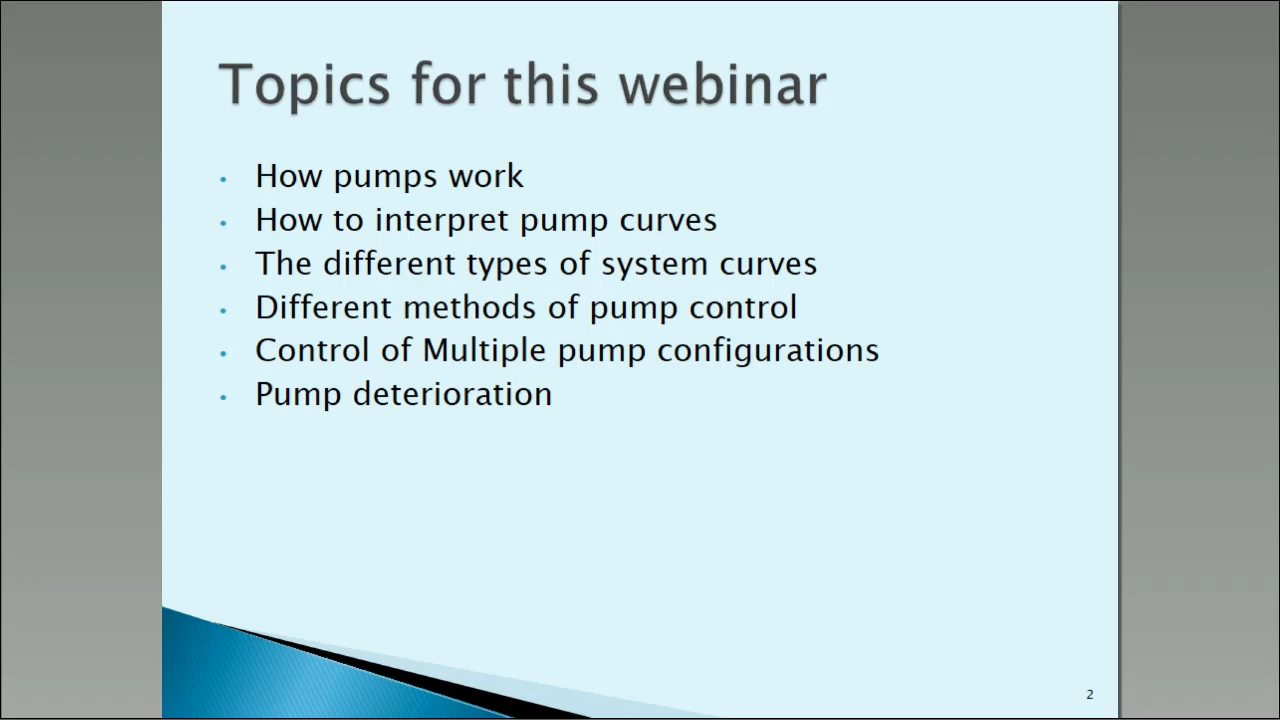 Topics for this webinar
• How pumps work
• How to interpret pump curves
• The different types of system curves
• Different methods of pump control
• Control of Multiple pump configurations
• Pump deterioration
2